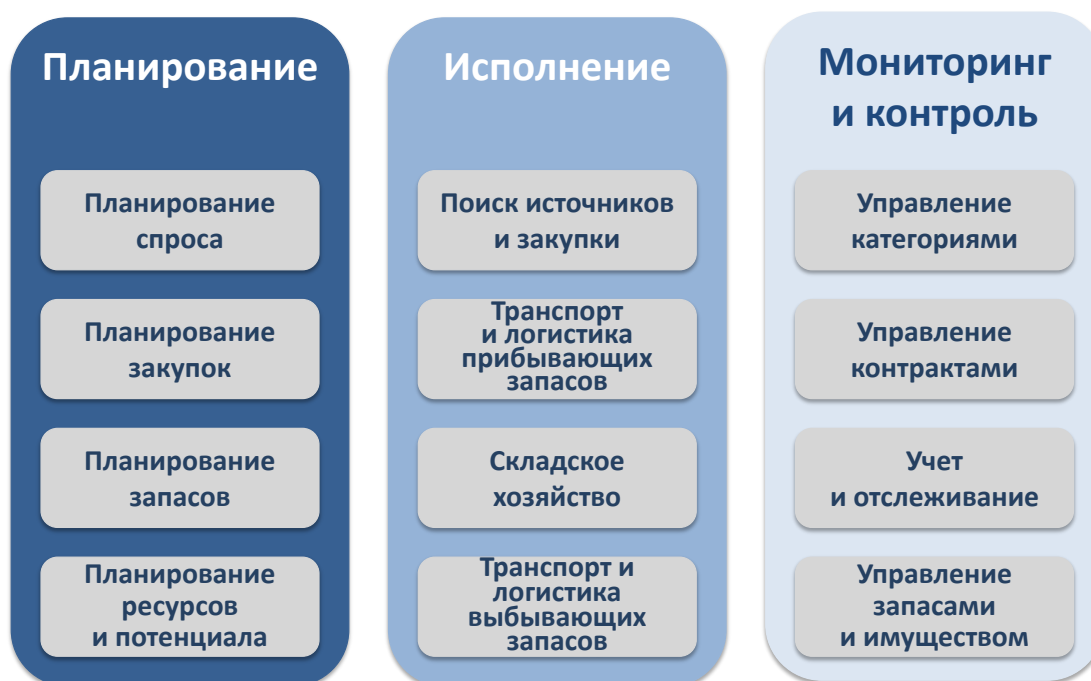 Планирование
Планирование
спроса
Планирование
закупок
Планирование
запасов
Планирование
ресурсов
и потенциала
Исполнение
Поиск источников
и закупки
Транспорт
и логистика
прибывающих
запасов
Складское
хозяйство
Транспорт и
логистика
выбывающих
запасов
Мониторинг
и контроль
Управление
категориями
Управление
контрактами
Учет
и отслеживание
Управление
запасами
и имуществом